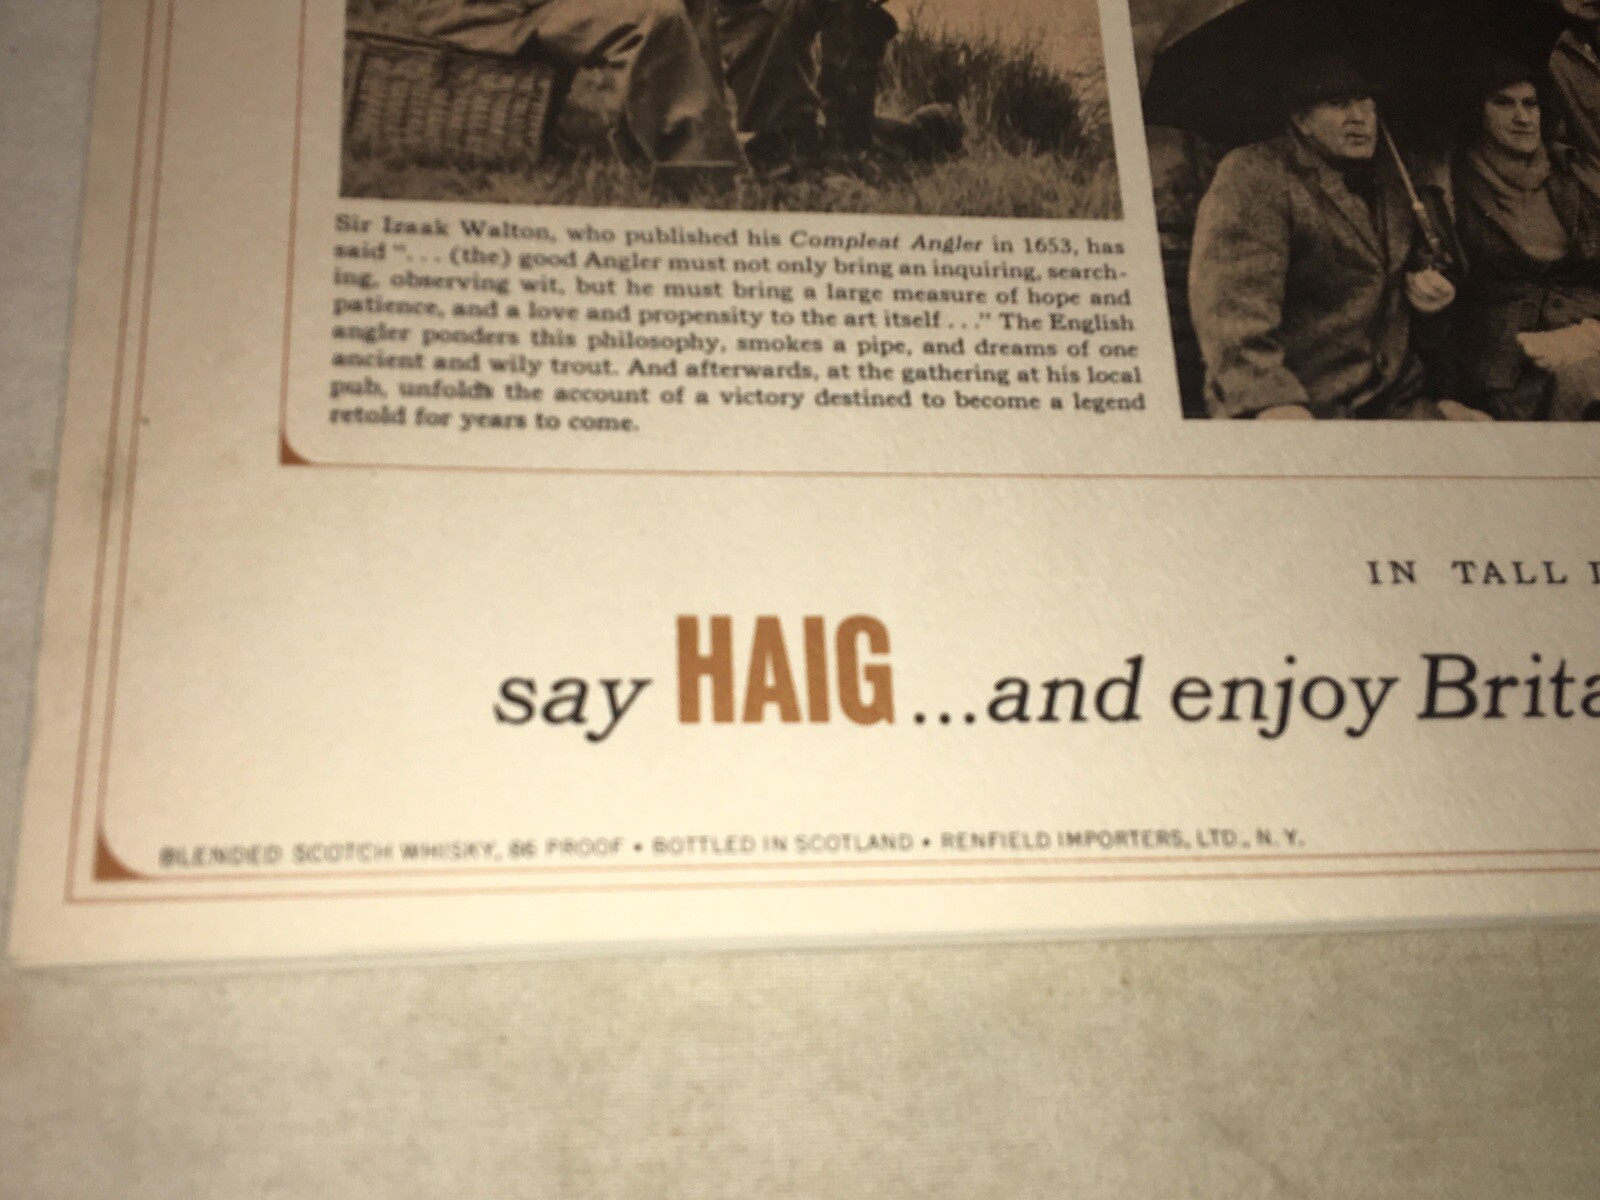 Sir Izaak Walton, who published his Compleat Angler in 1653, has
said "... (the) good Angler must not only bring an inquiring, search-
ing, observing wit, but he must bring a large measure of hope and
patience, and a love and propensity to the art itself ..." The English
angler ponders this philosophy, smokes a pipe, and dreams of one
ancient and wily trout. And afterwards, at the gathering at his local
pub, unfolds the account of a victory destined to become a legend
retold for years to come.
IN TALL
say HAIG ...and enjoy Brita
BLENDED SCOTCH WHISKY, 86 PROOF • BOTTLED IN SCOTLAND • RENFIELD IMPORTERS, LTD., N. Y.